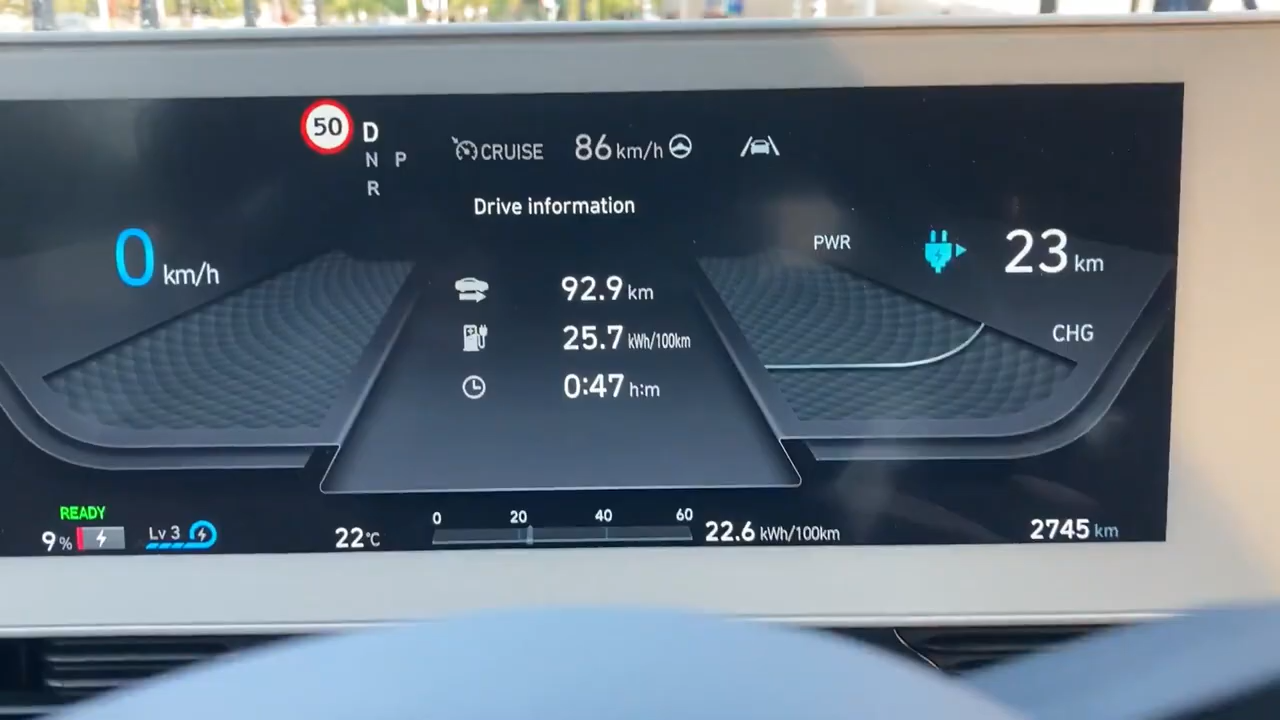 50 D
N P
R
CRUISE 86 km/h
Drive information
0 km/h
PWR
23 km
CHG
92.9 km
25.7 kWh/100km
0:47 h:m
READY
9 %
Lv 3
22°C
0 20 40 60
22.6 kWh/100km
2745 km